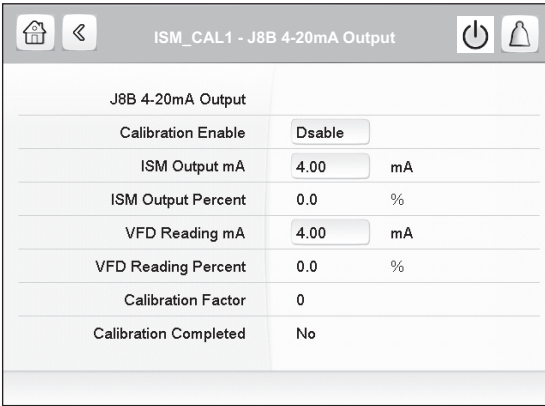 ISM_CAL1 - J8B 4-20mA Output
J8B 4-20mA Output
Calibration Enable Dsable
ISM Output mA 4.00 mA
ISM Output Percent 0.0 %
VFD Reading mA 4.00 mA
VFD Reading Percent 0.0 %
Calibration Factor 0
Calibration Completed No